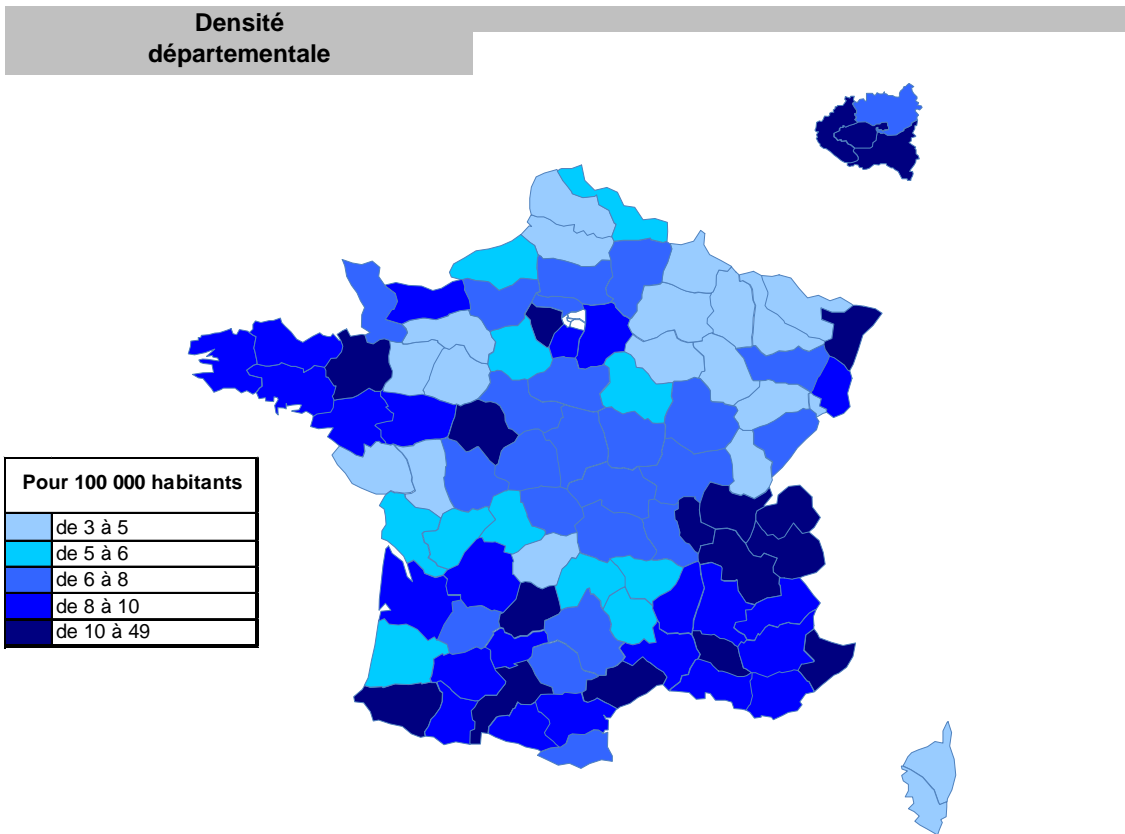 Densité
départementale
Pour 100 000 habitants
de 3 à 5
de 5 à 6
de 6 à 8
de 8 à 10
de 10 à 49